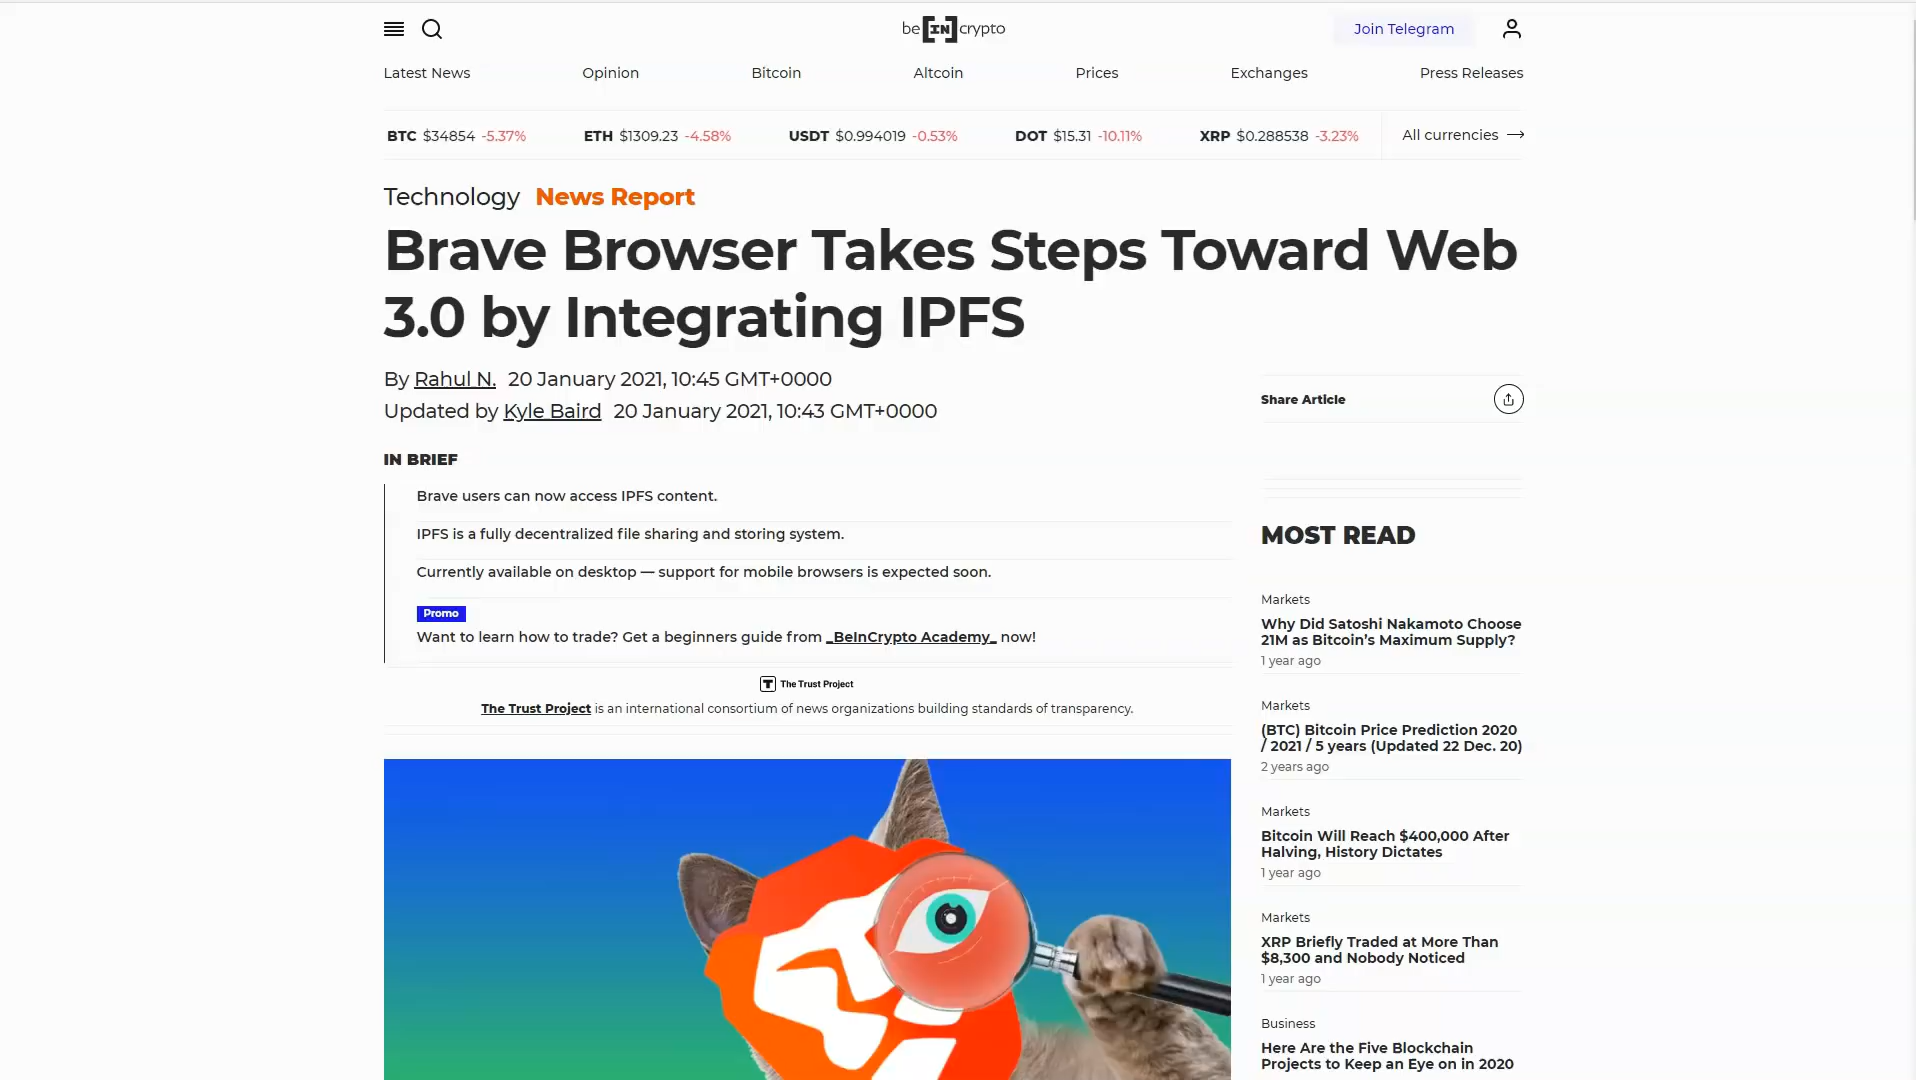 be[IN]crypto
Join Telegram
Latest News
Opinion
Bitcoin
Altcoin
Prices
Exchanges
Press Releases
BTC $34854 -5.37%
ETH $1309.23 -4.58%
USDT $0.994019 -0.53%
DOT $15.31 -10.11%
XRP $0.288538 -3.23%
All currencies
Technology News Report
Brave Browser Takes Steps Toward Web
3.0 by Integrating IPFS
By Rahul N. 20 January 2021, 10:45 GMT+0000
Updated by Kyle Baird 20 January 2021, 10:43 GMT+0000
IN BRIEF
Brave users can now access IPFS content.
IPFS is a fully decentralized file sharing and storing system.
Currently available on desktop — support for mobile browsers is expected soon.
Promo
Want to learn how to trade? Get a beginners guide from _BeInCrypto Academy_ now!
T The Trust Project
The Trust Project is an international consortium of news organizations building standards of transparency.
Share Article
MOST READ
Markets
Why Did Satoshi Nakamoto Choose
21M as Bitcoin’s Maximum Supply?
1 year ago
Markets
(BTC) Bitcoin Price Prediction 2020
/ 2021 / 5 years (Updated 22 Dec. 20)
2 years ago
Markets
Bitcoin Will Reach $400,000 After
Halving, History Dictates
1 year ago
Markets
XRP Briefly Traded at More Than
$8,300 and Nobody Noticed
1 year ago
Business
Here Are the Five Blockchain
Projects to Keep an Eye on in 2020